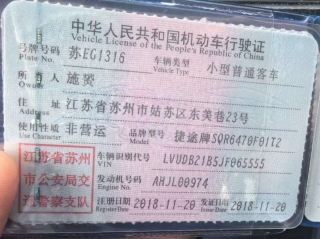 中华人民共和国机动车行驶证
Vehicle License of the People's Republic of China
号牌号码 苏EG1316 车辆类型 小型普通客车
Plate No. Vehicle Type
所有人 施
Owner
住址 江苏省苏州市姑苏区东美巷23号
Address
使用性质 非营运 品牌型号 捷途牌SQR6470F01T2
Use Character Model
江苏省苏州 车辆识别代号 LVUDB21B5JF065555
VIN
市公安局交 发动机号码 AHJL00974
Engine No.
通警察支队 注册日期 2018-11-20 发证日期 2018-11-20
Register Date Issue Date